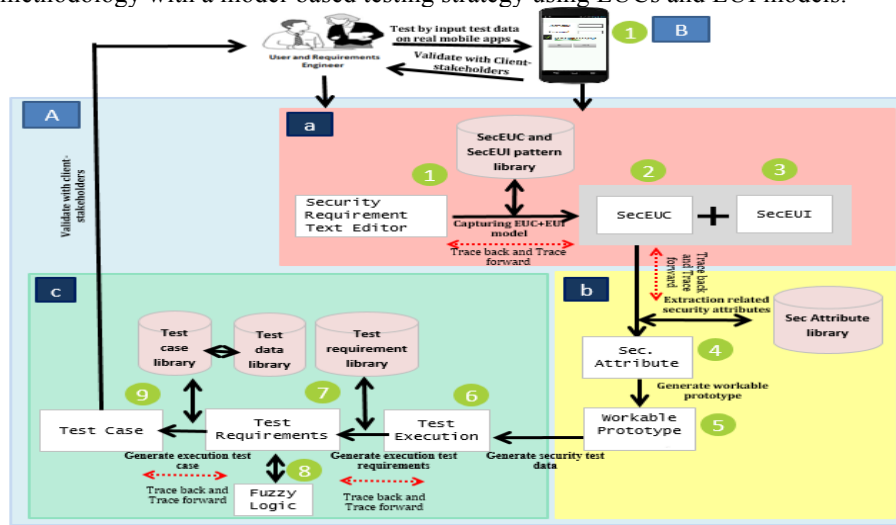 methodology with a model based testing strategy using EUCs and EUI models.
Test by input test data
on real mobile apps
1
B
User and Requirements
Engineer
Validate with Client-
stakeholders
A
a
SecEUC and
SecEUI pattern
library
1
2
3
Security
Requirement
Text Editor
SecEUC
SecEUI
Capturing EUC+EUI
model
Trace back and Trace
forward
Validate with client-
stakeholders
Trace back
and Trace
forward
c
b
Extraction related
security attributes
Sec Attribute
library
Test
case
library
Test
data
library
Test
requirement
library
Sec.
Attribute
4
Generate workable
prototype
9
7
6
Test Case
Test
Requirements
Test
Execution
Workable
Prototype
5
Generate execution test
case
Generate execution test
requirements
Generate security test
data
8
Trace back and
Trace forward
Fuzzy
Logic
Trace back and
Trace forward